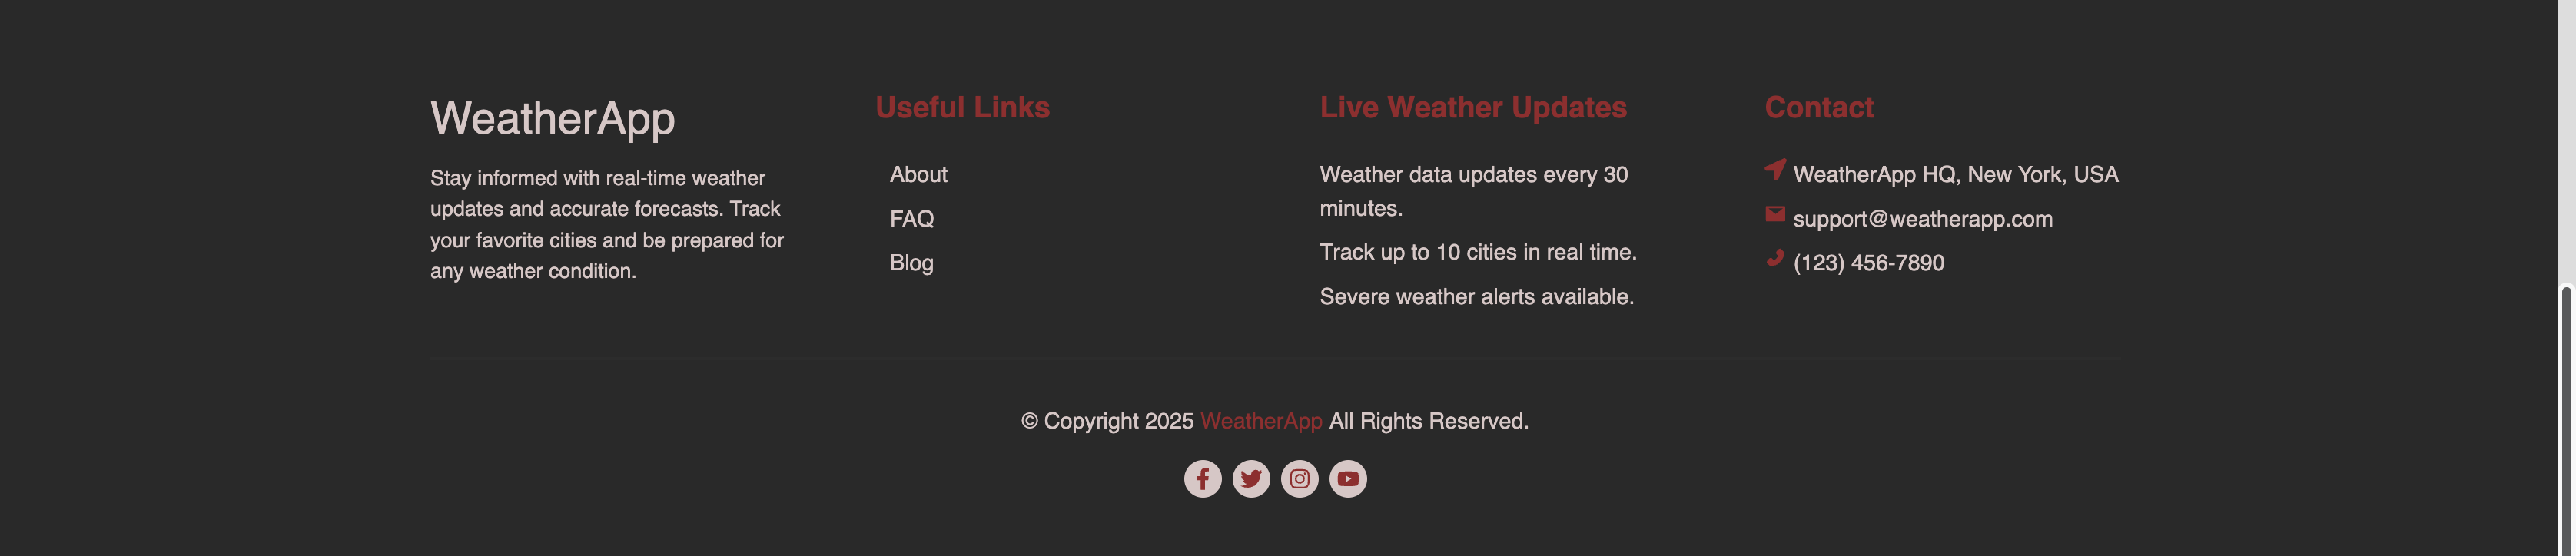 WeatherApp
Stay informed with real-time weather
updates and accurate forecasts. Track
your favorite cities and be prepared for
any weather condition.
Useful Links
About
FAQ
Blog
Live Weather Updates
Weather data updates every 30
minutes.
Track up to 10 cities in real time.
Severe weather alerts available.
Contact
WeatherApp HQ, New York, USA
support@weatherapp.com
(123) 456-7890
© Copyright 2025 WeatherApp All Rights Reserved.